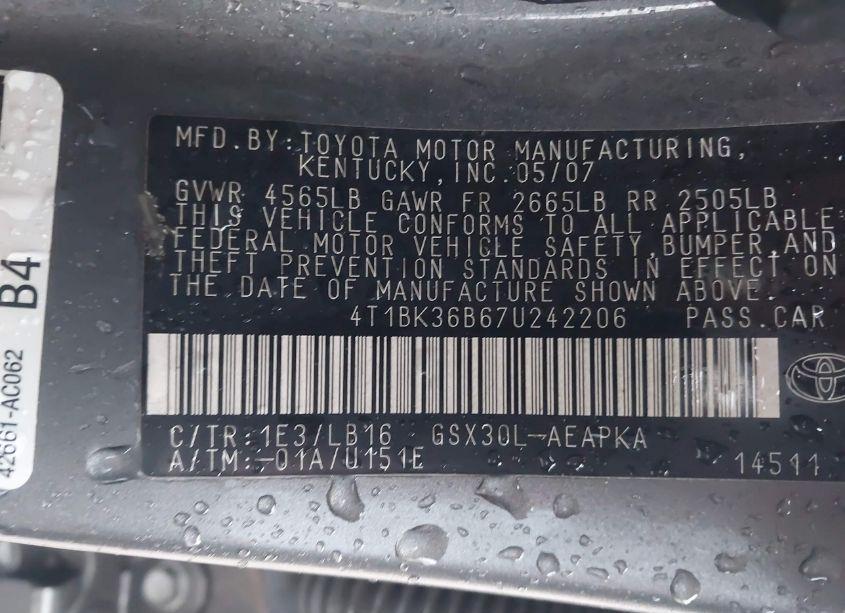 MFD.BY:TOYOTA MOTOR MANUFACTURING,
KENTUCKY,INC.05/07
GVWR 4565LB GAWR FR 2665LB RR 2505LB
THIS VEHICLE CONFORMS TO ALL APPLICABLE
FEDERAL MOTOR VEHICLE SAFETY,BUMPER,AND
THEFT PREVENTION STANDARDS IN EFFECT ON
THE DATE OF MANUFACTURE SHOWN ABOVE.
4T1BK36B67U242206 PASS.CAR
C/TR:1E3/LB16 GSX30L-AEAPKA
A/TM:-01A/U151E
14511
B4
42661-AC062